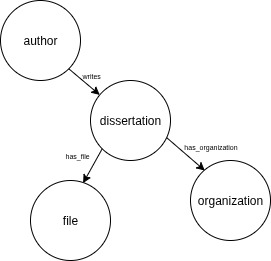 author
writes
dissertation
has_organization
has_file
organization
file